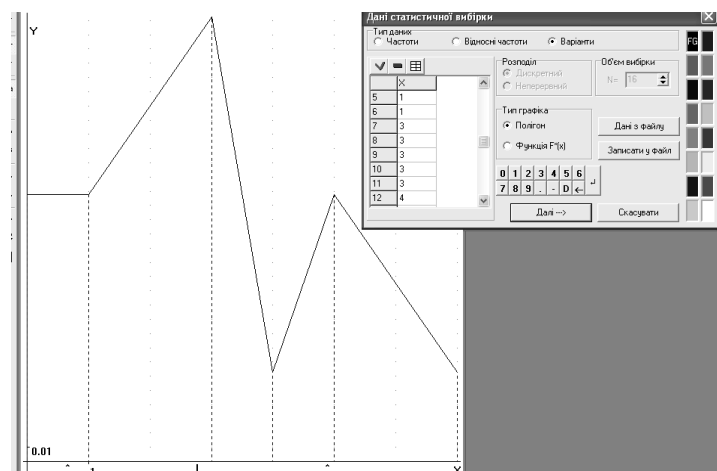 Дані статистичної вибірки
Тип даних
Частоти Відносні частоти Варіанти
Розподіл
Дискретний
Неперервний
Об'єм вибірки
N= 16
X
5 1
6 1
7 3
8 3
9 3
10 3
11 3
12 4
Тип графіка
Полігон
Функція F*(x)
Дані з файлу
Записати у файл
0 1 2 3 4 5 6
7 8 9 . - D ←
Далі -->
Скасувати
FG
Y
0.01
1
X